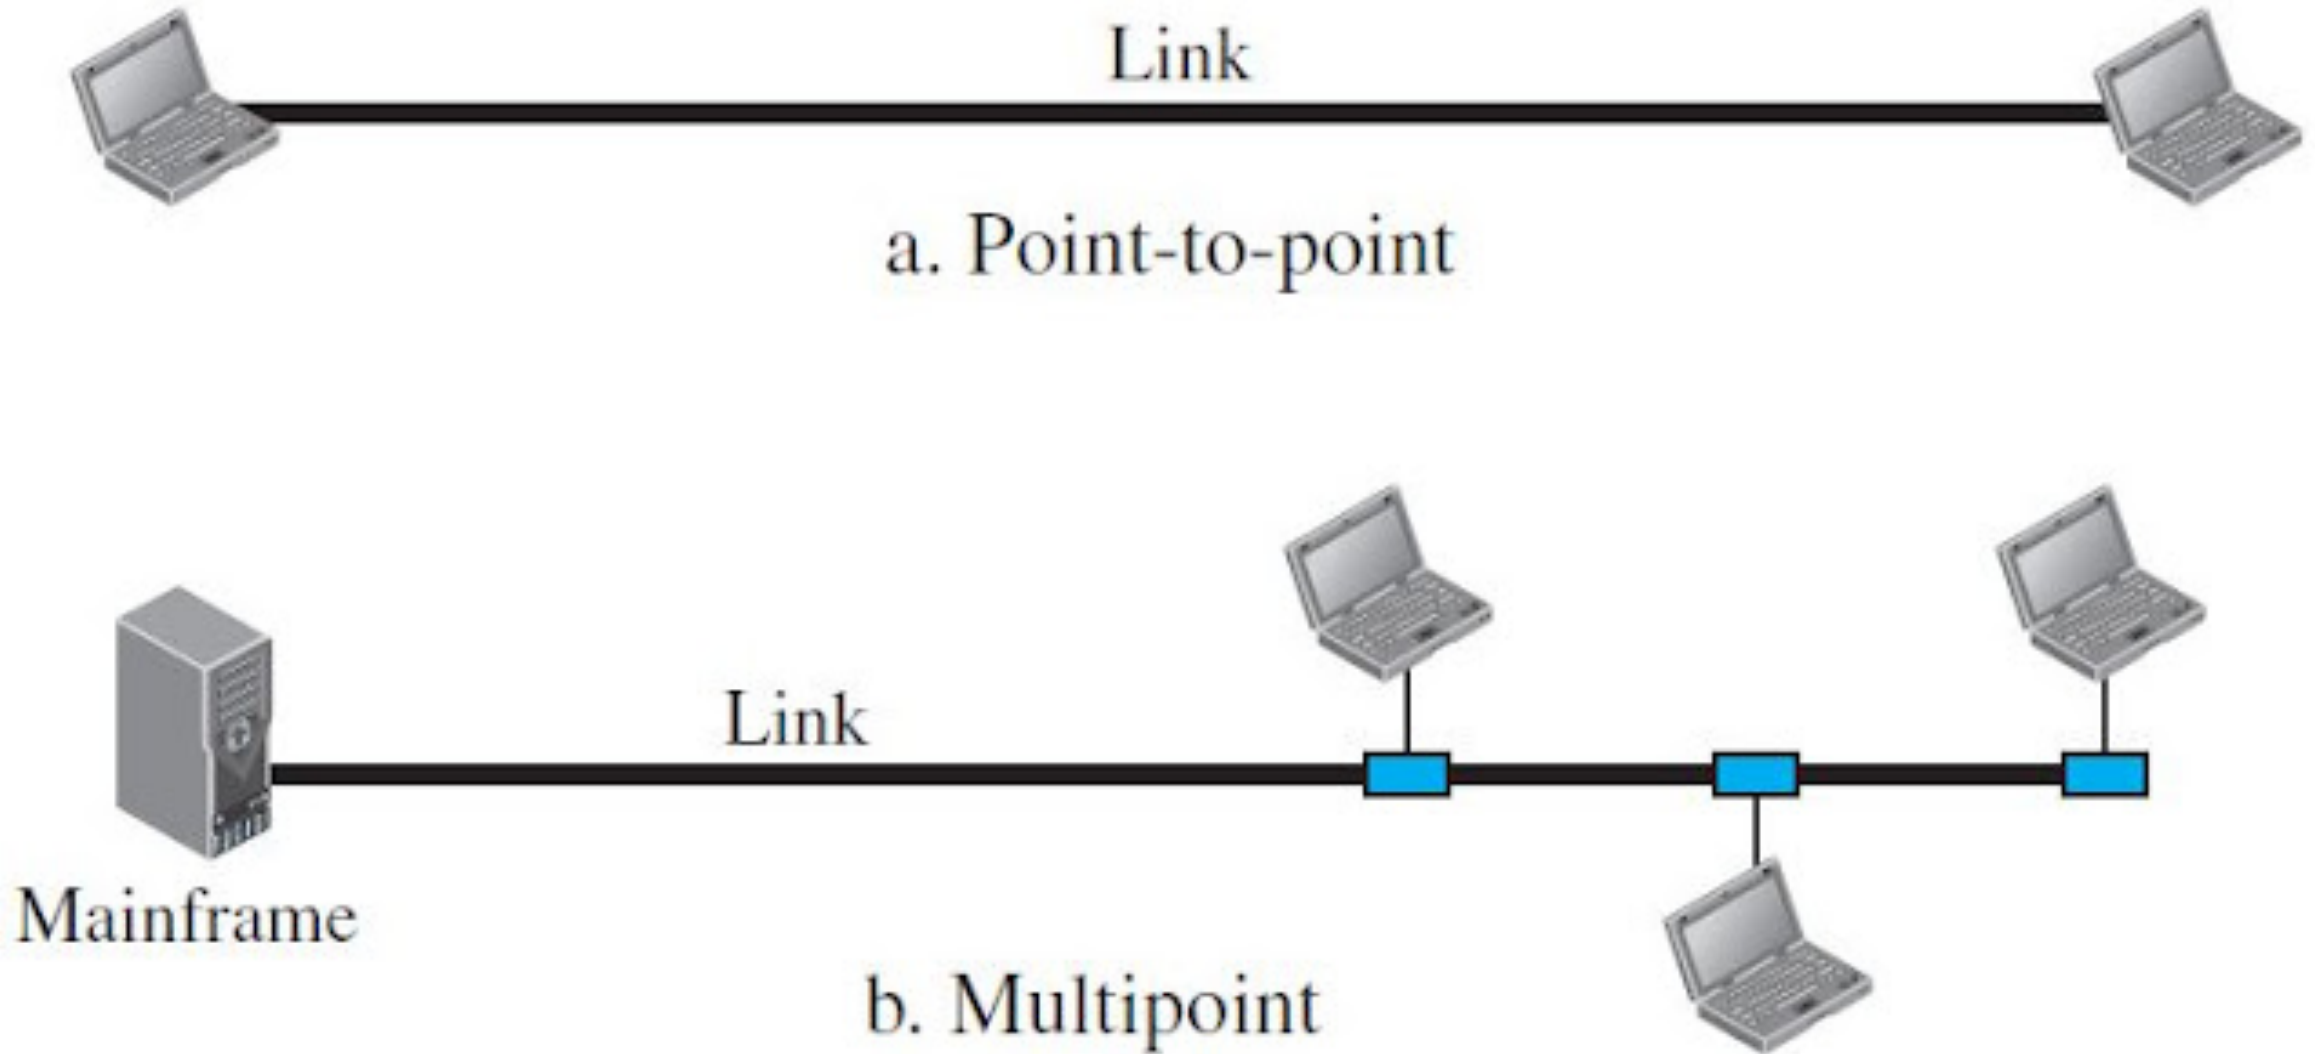 Link
a. Point-to-point
Link
Mainframe
b. Multipoint